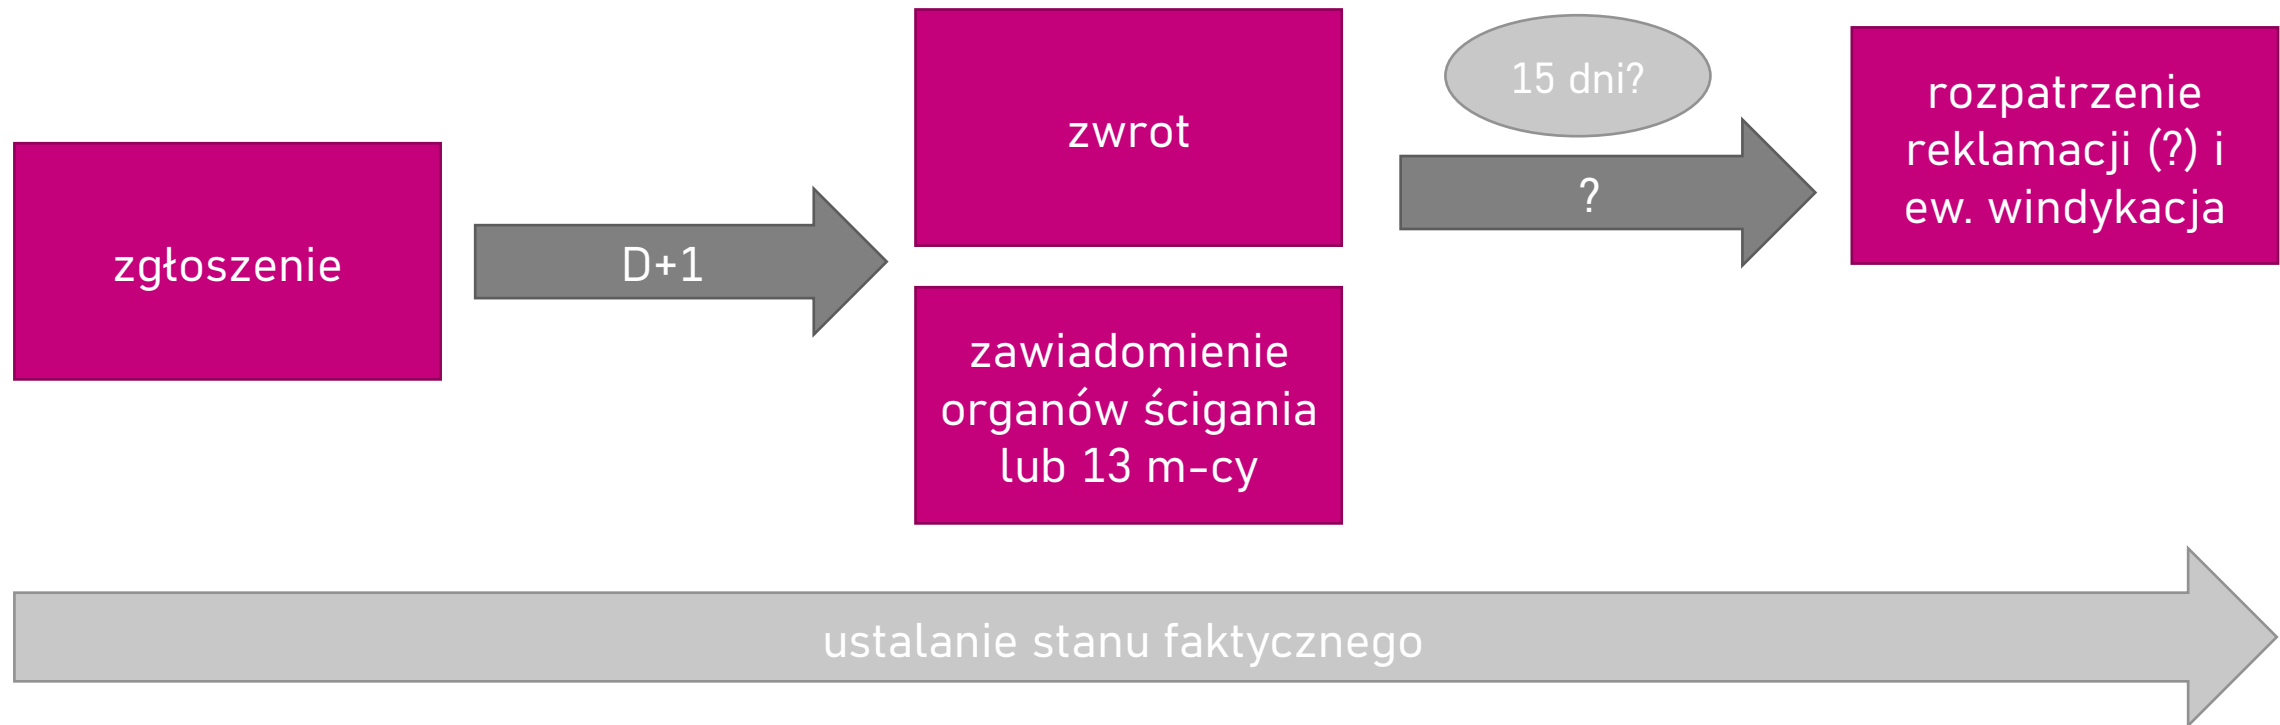 zgłoszenie
D+1
zwrot
zawiadomienie
organów ścigania
lub 13 m-cy
15 dni?
?
rozpatrzenie
reklamacji (?) i
ew. windykacja
ustalanie stanu faktycznego